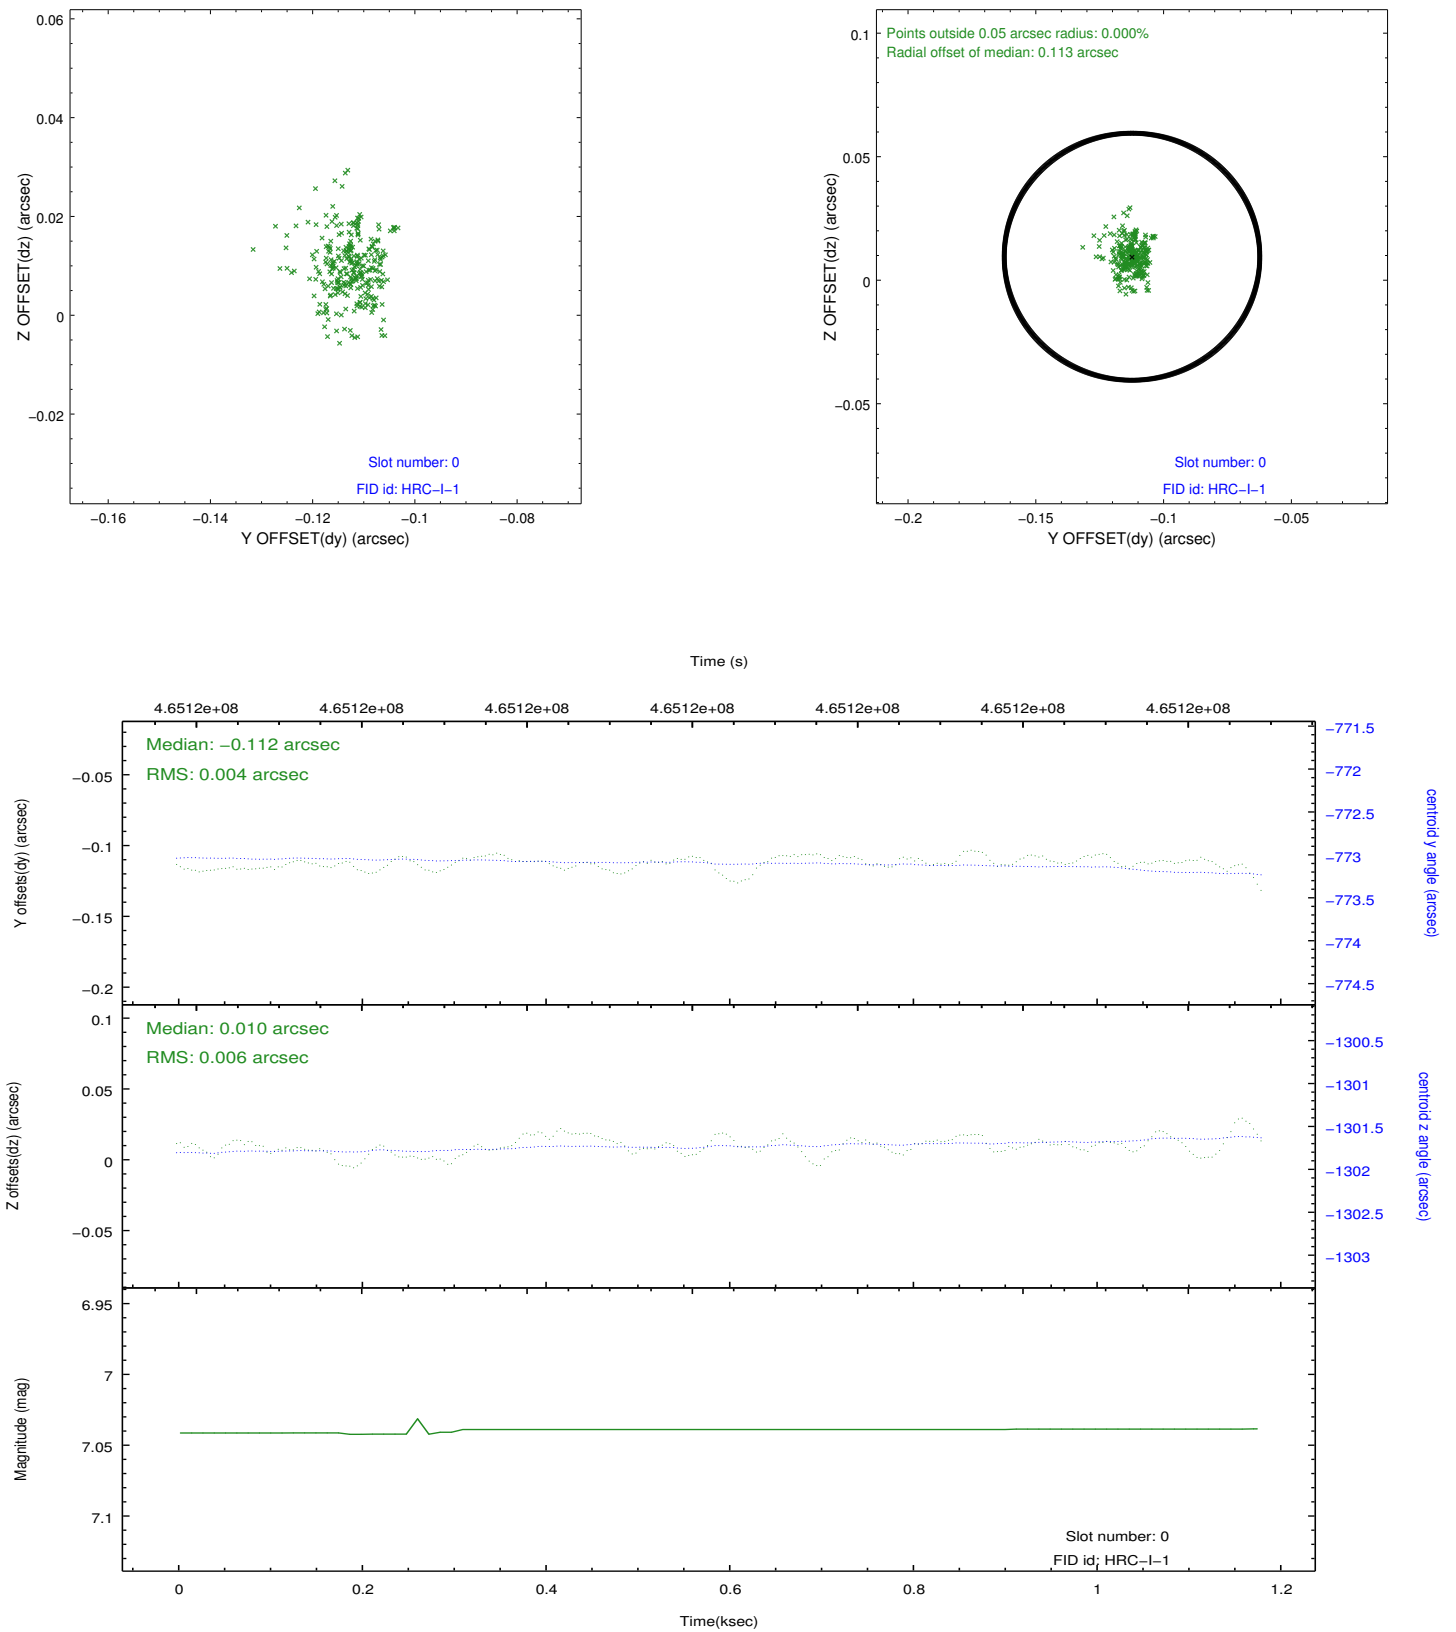 0.06
0.04
0.02
0
−0.02
Z OFFSET(dz) (arcsec)
Slot number: 0
FID id: HRC−I−1
−0.16
−0.14
−0.12
−0.1
−0.08
Y OFFSET(dy) (arcsec)
Points outside 0.05 arcsec radius: 0.000%
Radial offset of median: 0.113 arcsec
0.1
0.05
0
−0.05
Z OFFSET(dz) (arcsec)
Slot number: 0
FID id: HRC−I−1
−0.2
−0.15
−0.1
−0.05
Y OFFSET(dy) (arcsec)
Time (s)
4.6512e+08
4.6512e+08
4.6512e+08
4.6512e+08
4.6512e+08
4.6512e+08
4.6512e+08
Median: −0.112 arcsec
RMS: 0.004 arcsec
−0.05
−0.1
−0.15
−0.2
Y offsets(dy) (arcsec)
−771.5
−772
−772.5
−773
−773.5
−774
−774.5
centroid y angle (arcsec)
Median: 0.010 arcsec
RMS: 0.006 arcsec
0.1
0.05
0
−0.05
Z offsets(dz) (arcsec)
−1300.5
−1301
−1301.5
−1302
−1302.5
−1303
centroid z angle (arcsec)
6.95
7
7.05
7.1
Magnitude (mag)
Slot number: 0
FID id: HRC−I−1
0
0.2
0.4
0.6
0.8
1
1.2
Time(ksec)